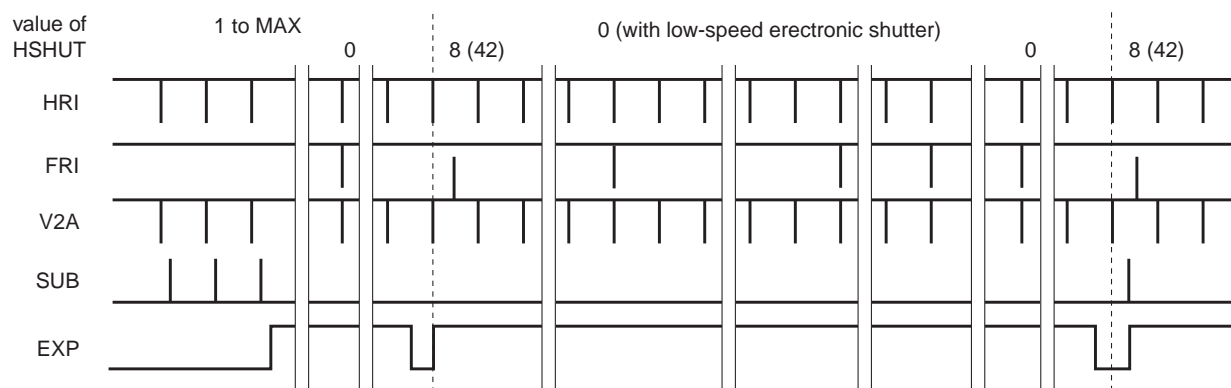 value of
HSHUT
1 to MAX
0
8 (42)
0 (with low-speed erectronic shutter)
0
8 (42)
HRI
FRI
V2A
SUB
EXP